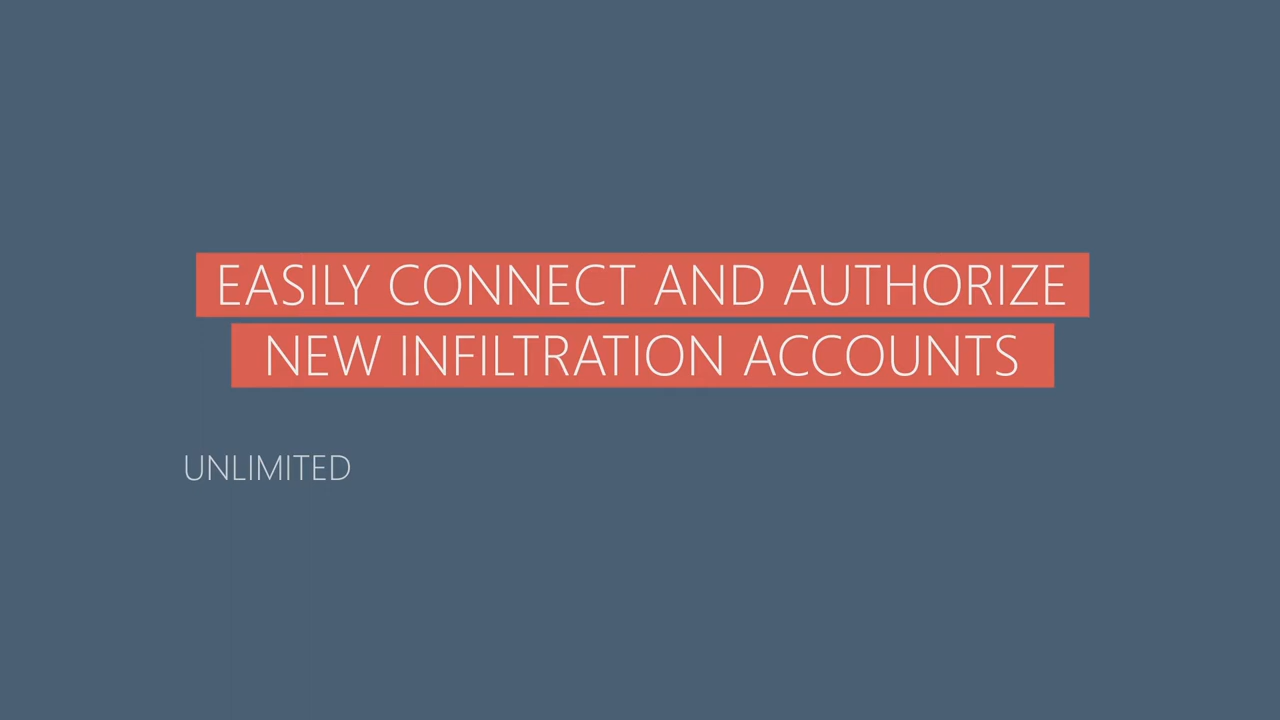 EASILY CONNECT AND AUTHORIZE
NEW INFILTRATION ACCOUNTS
UNLIMITED